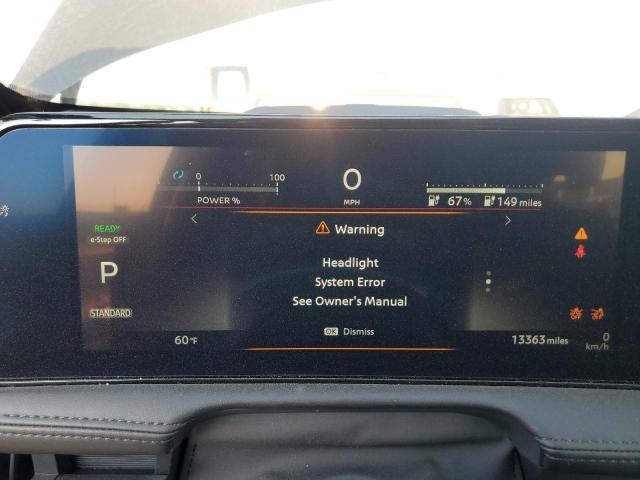 0
0 100
POWER %
MPH
67% 149 miles
Warning
READY
e-Step OFF
Headlight
P
System Error
See Owner's Manual
STANDARD
OK Dismiss
60°F
13363 miles
0
km/h